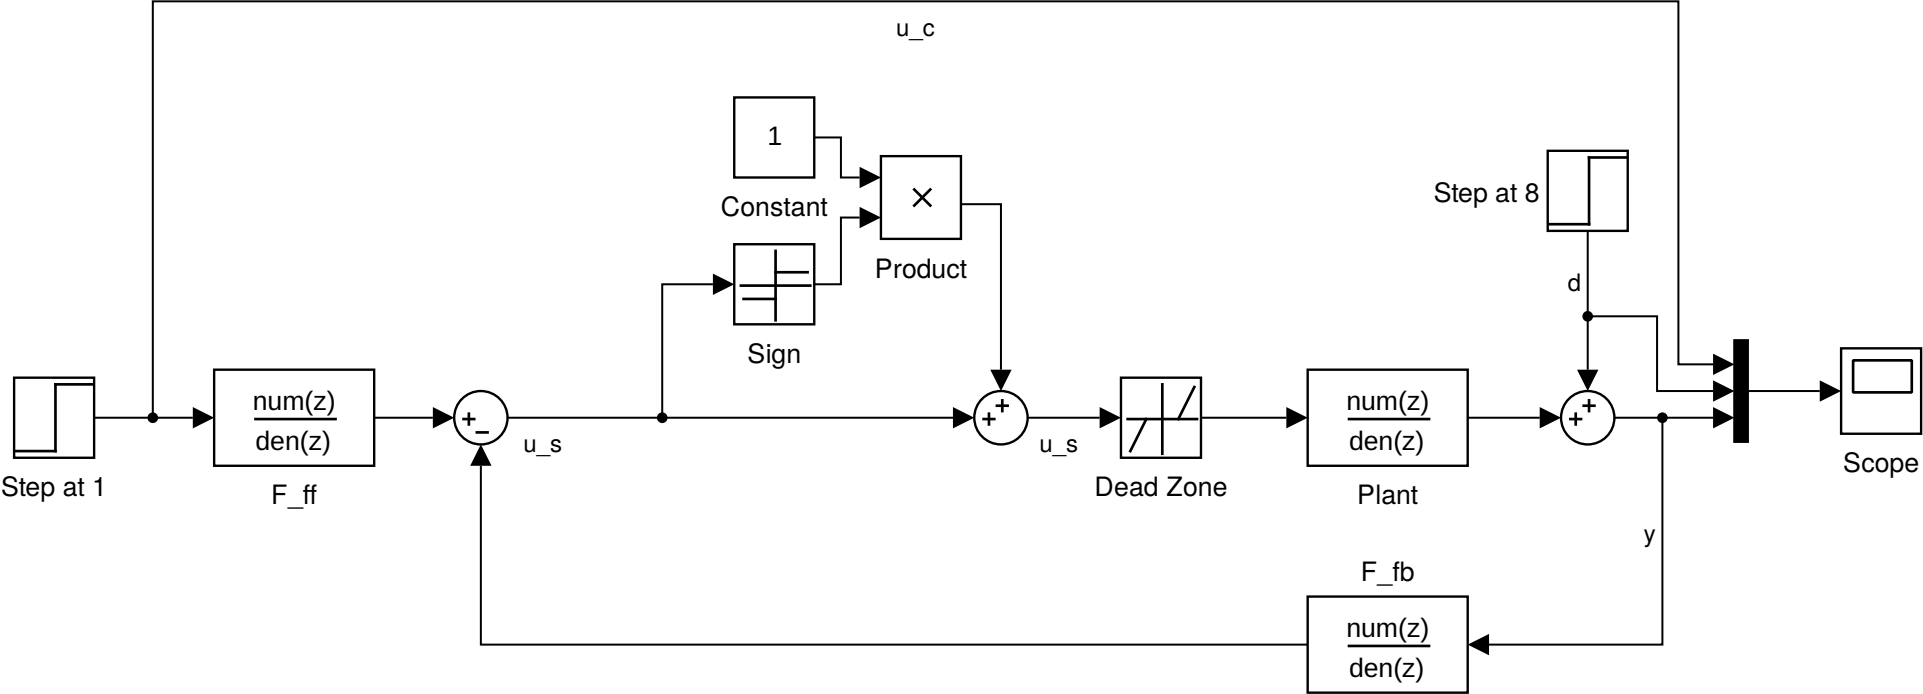 u_c
1
Constant
×
Product
Sign
Step at 8
d
Step at 1
num(z)
den(z)
F_ff
+
−
u_s
+
+
u_s
Dead Zone
num(z)
den(z)
Plant
+
+
Scope
y
F_fb
num(z)
den(z)